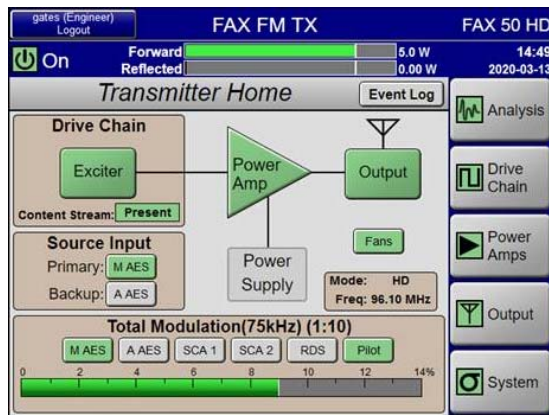 gates (Engineer)
Logout
FAX FM TX
FAX 50 HD
On
Forward 5.0 W
Reflected 0.00 W
14:49
2020-03-13
Transmitter Home
Event Log
Drive Chain
Exciter
Content Stream: Present
Power
Amp
Output
Source Input
Primary: M AES
Backup: A AES
Power
Supply
Fans
Mode: HD
Freq: 96.10 MHz
Total Modulation(75kHz) (1:10)
M AES A AES SCA 1 SCA 2 RDS Pilot
0 2 4 6 8 10 12 14%
Analysis
Drive
Chain
Power
Amps
Output
System